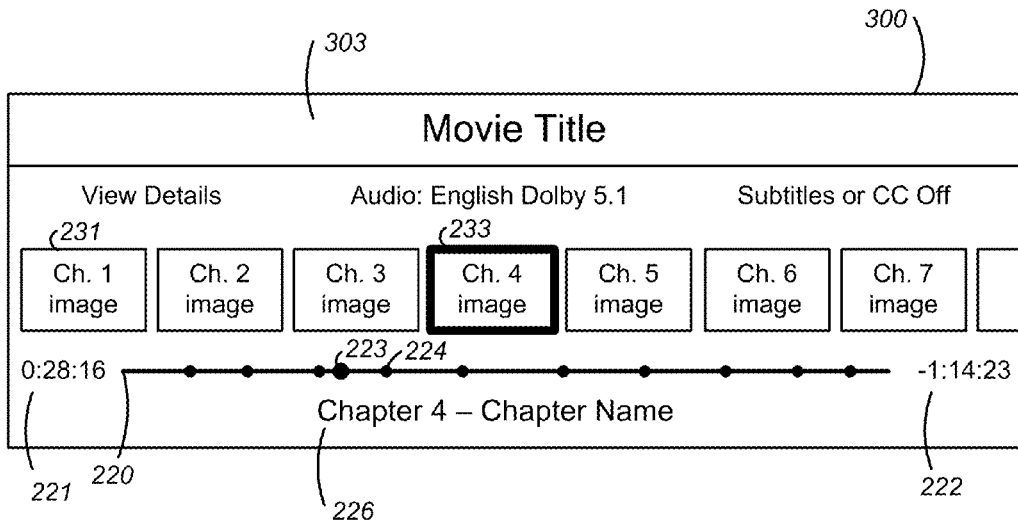 303
300
Movie Title
View Details Audio: English Dolby 5.1 Subtitles or CC Off
231 233
Ch. 1 Ch. 2 Ch. 3 Ch. 4 Ch. 5 Ch. 6 Ch. 7
image image image image image image image
223 224
0:28:16 -1:14:23
Chapter 4 – Chapter Name
221 220 226 222